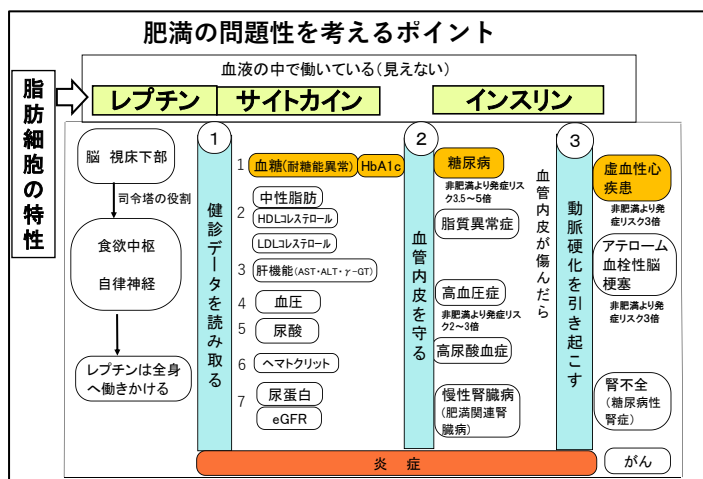 肥満の問題性を考えるポイント
血液の中で働いている(見えない)
脂肪細胞の特性
レプチン
サイトカイン
インスリン
脳 視床下部
司令塔の役割
食欲中枢
自律神経
レプチンは全身
へ働きかける
1
健診データを読み取る
1
血糖(耐糖能異常)
HbA1c
2
中性脂肪
HDLコレステロール
LDLコレステロール
3
肝機能(AST・ALT・γ-GT)
4
血圧
5
尿酸
6
ヘマトクリット
7
尿蛋白
eGFR
2
血管内皮を守る
糖尿病
非肥満より発症リス
ク3.5~5倍
脂質異常症
高血圧症
非肥満より発症リス
ク2~3倍
高尿酸血症
慢性腎臓病
(肥満関連腎
臓病)
血管内皮が傷んだら
3
動脈硬化を引き起こす
虚血性心
疾患
非肥満より発
症リスク3倍
アテローム
血栓性脳
梗塞
非肥満より発
症リスク3倍
腎不全
(糖尿病性
腎症)
炎 症
がん